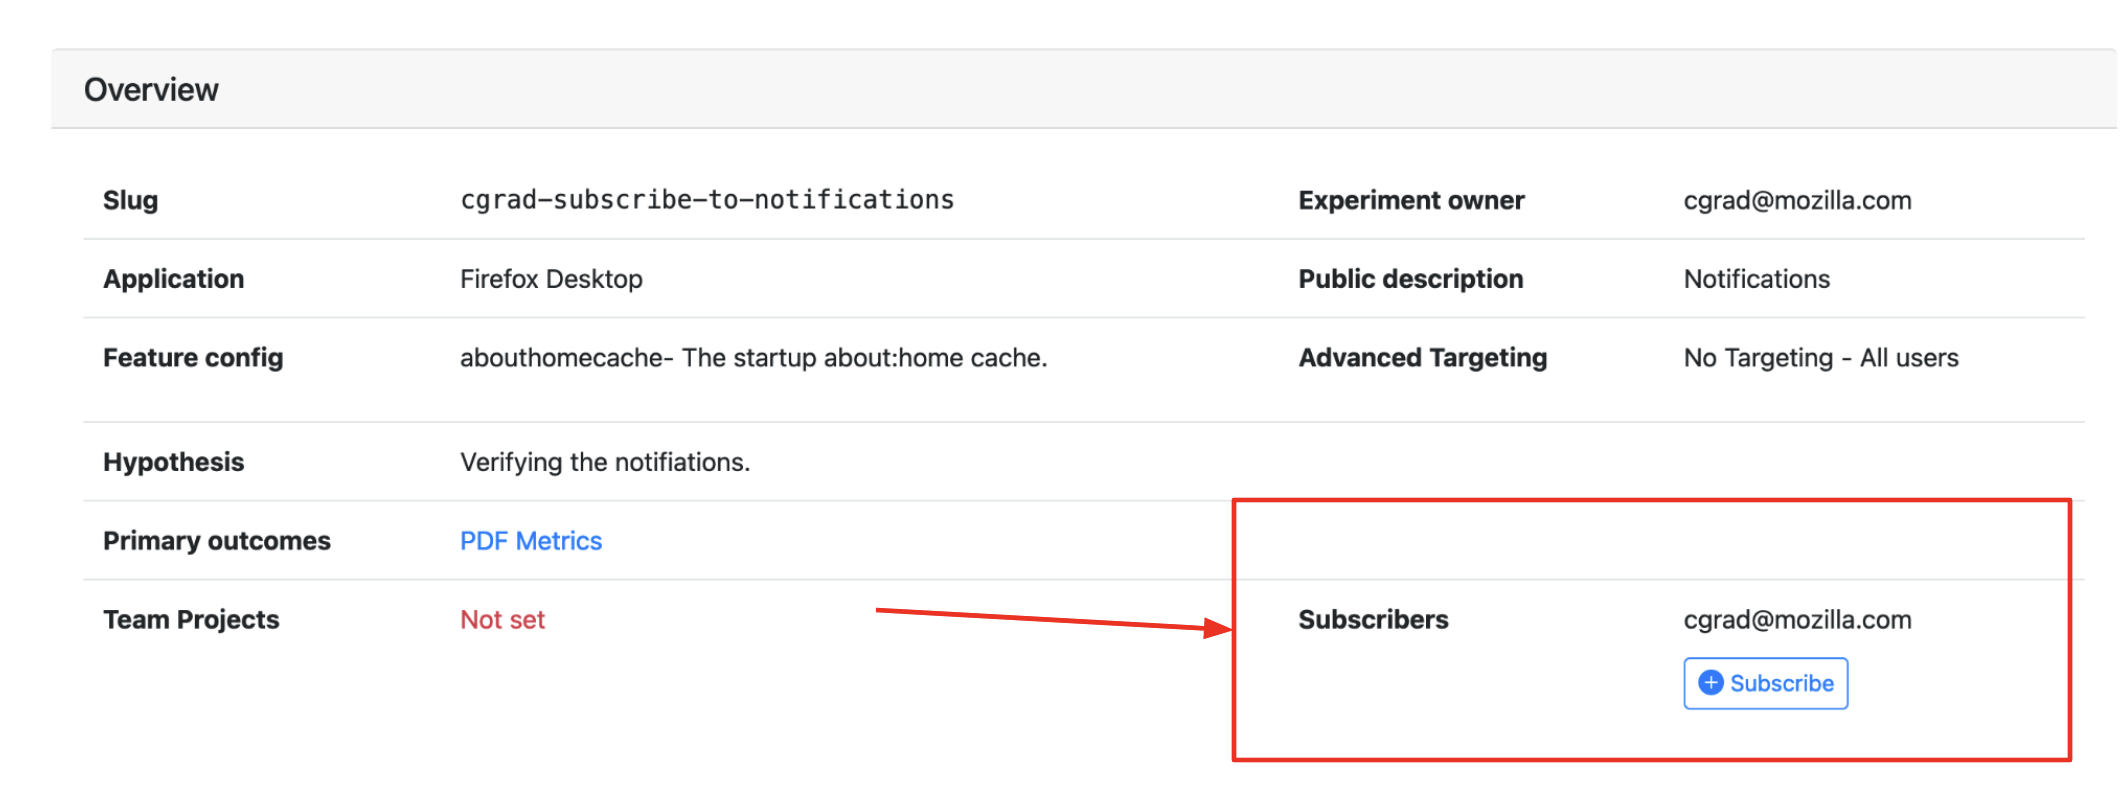 Overview
Slug cgrad-subscribe-to-notifications Experiment owner cgrad@mozilla.com
Application Firefox Desktop Public description Notifications
Feature config abouthomecache- The startup about:home cache. Advanced Targeting No Targeting - All users
Hypothesis Verifying the notifiations.
Primary outcomes PDF Metrics
Team Projects Not set Subscribers cgrad@mozilla.com
Subscribe